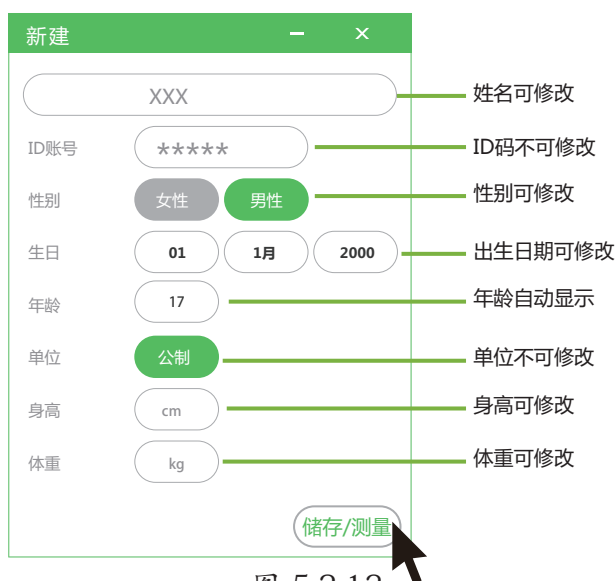 新建
XXX 姓名可修改
ID账号 ***** ID码不可修改
性别 女性 男性 性别可修改
生日 01 1月 2000 出生日期可修改
年龄 17 年龄自动显示
单位 公制 单位不可修改
身高 cm 身高可修改
体重 kg 体重可修改
储存/测量